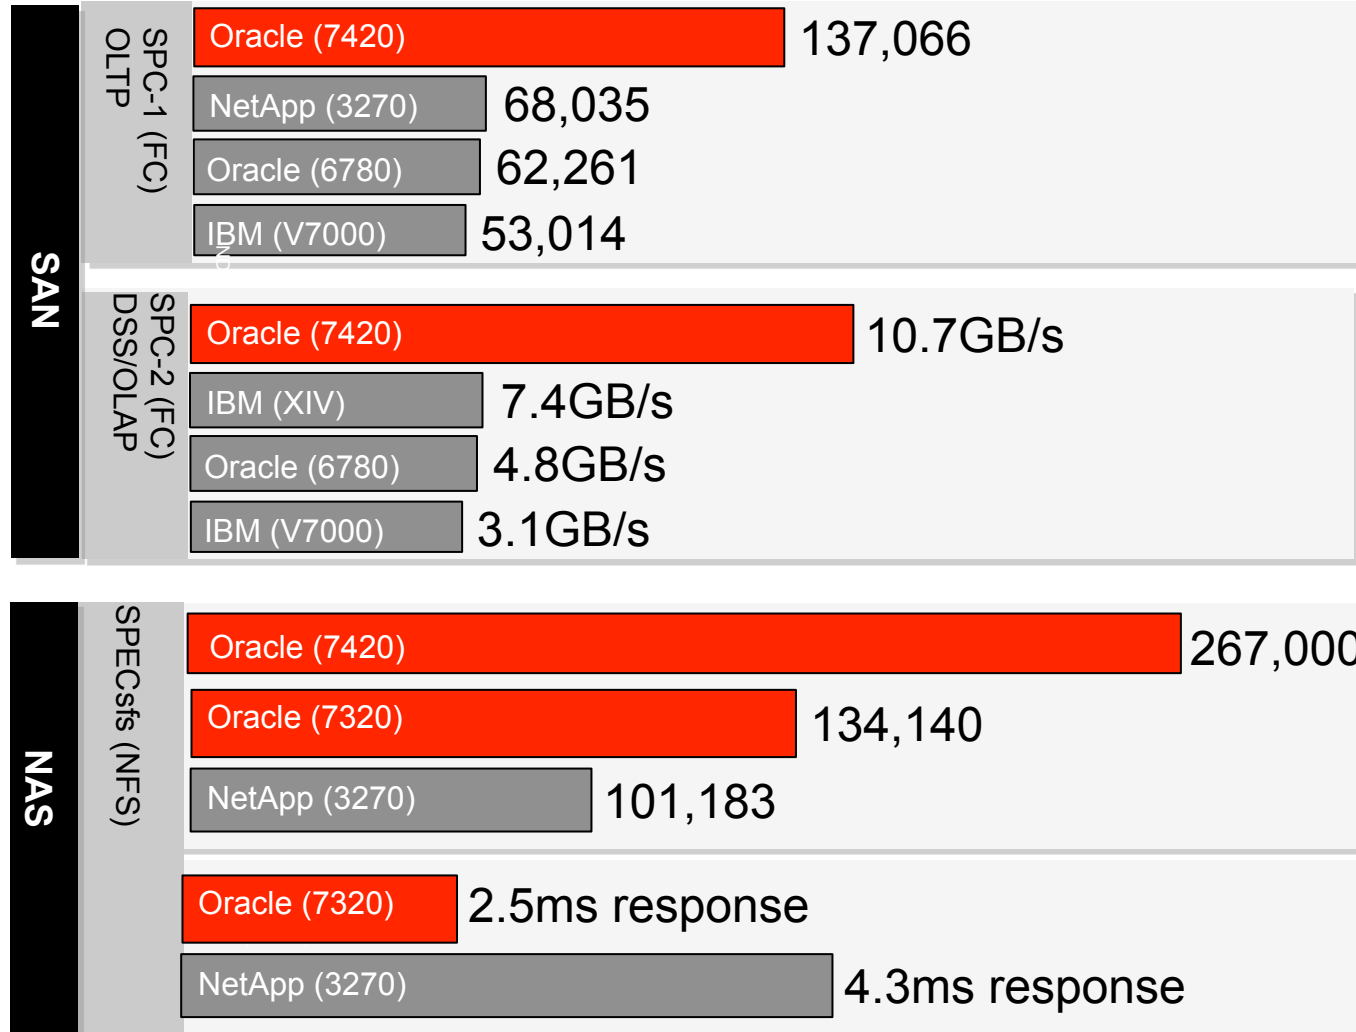 SAN
SPC-1 (FC)
OLTP
Oracle (7420)
137,066
NetApp (3270)
68,035
Oracle (6780)
62,261
IBM (V7000)
53,014
ND
SPC-2 (FC)
DSS/OLAP
Oracle (7420)
10.7GB/s
IBM (XIV)
7.4GB/s
Oracle (6780)
4.8GB/s
IBM (V7000)
3.1GB/s
NAS
SPECsfs (NFS)
Oracle (7420)
267,000
Oracle (7320)
134,140
NetApp (3270)
101,183
Oracle (7320)
2.5ms response
NetApp (3270)
4.3ms response